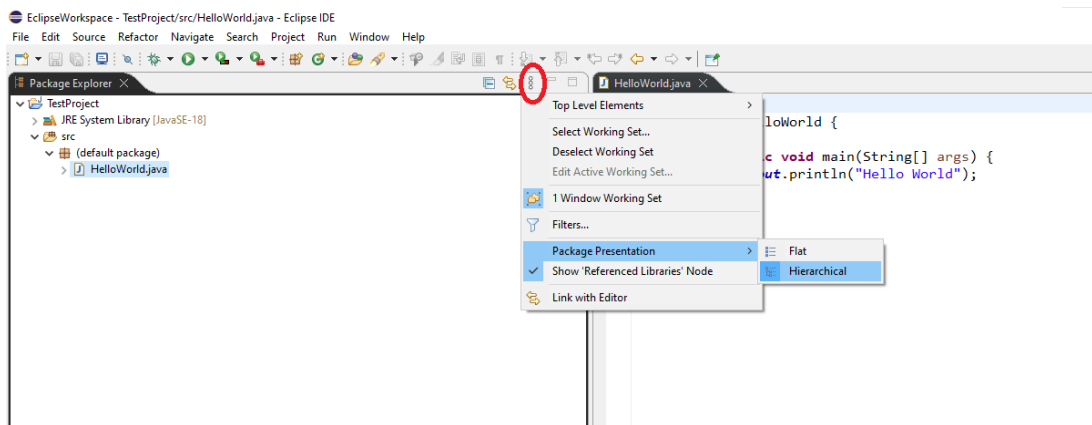 EclipseWorkspace - TestProject/src/HelloWorld.java - Eclipse IDE
File Edit Source Refactor Navigate Search Project Run Window Help
Package Explorer
HelloWorld.java
TestProject
JRE System Library [JavaSE-18]
src
(default package)
HelloWorld.java
Top Level Elements
Select Working Set...
Deselect Working Set
Edit Active Working Set...
1 Window Working Set
Filters...
Package Presentation
Show 'Referenced Libraries' Node
Link with Editor
Flat
Hierarchical
lloWorld {
c void main(String[] args) {
ut.println("Hello World");